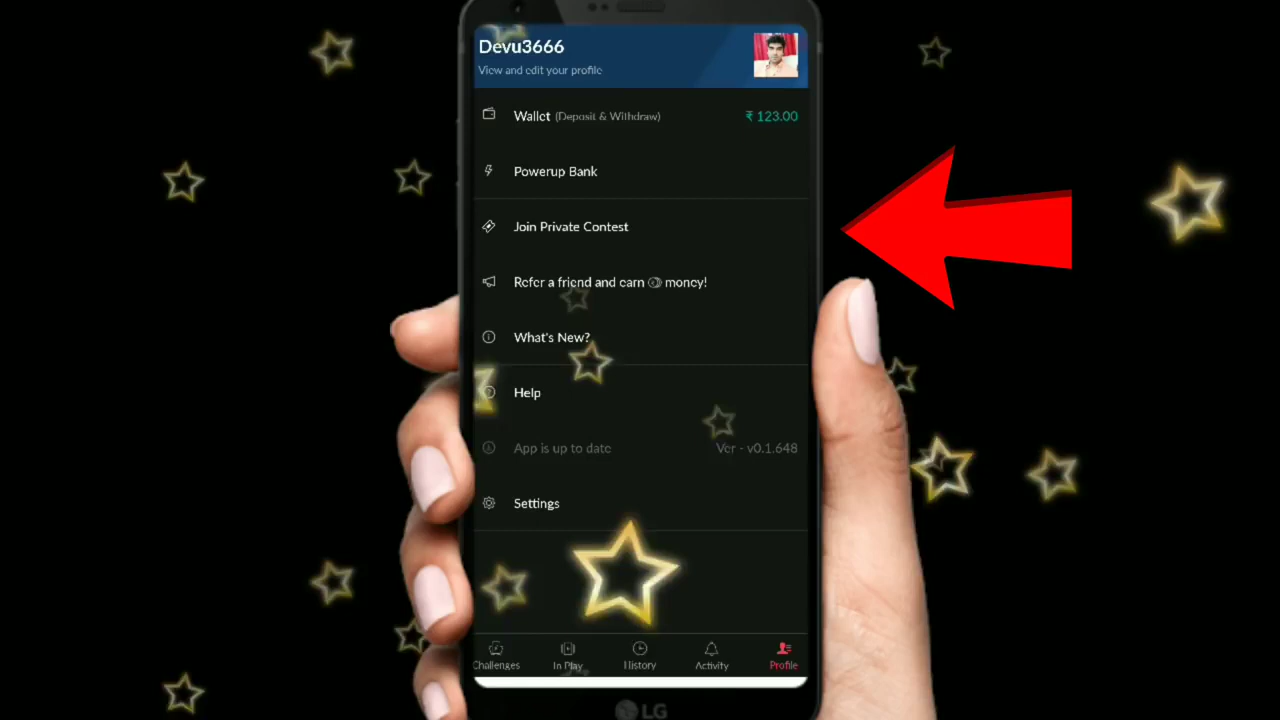 Devu3666
View and edit your profile
Wallet (Deposit & Withdraw) ₹ 123.00
Powerup Bank
Join Private Contest
Refer a friend and earn money!
What's New?
Help
App is up to date Ver - v0.1.648
Settings
Challenges In Play History Activity Profile
LG